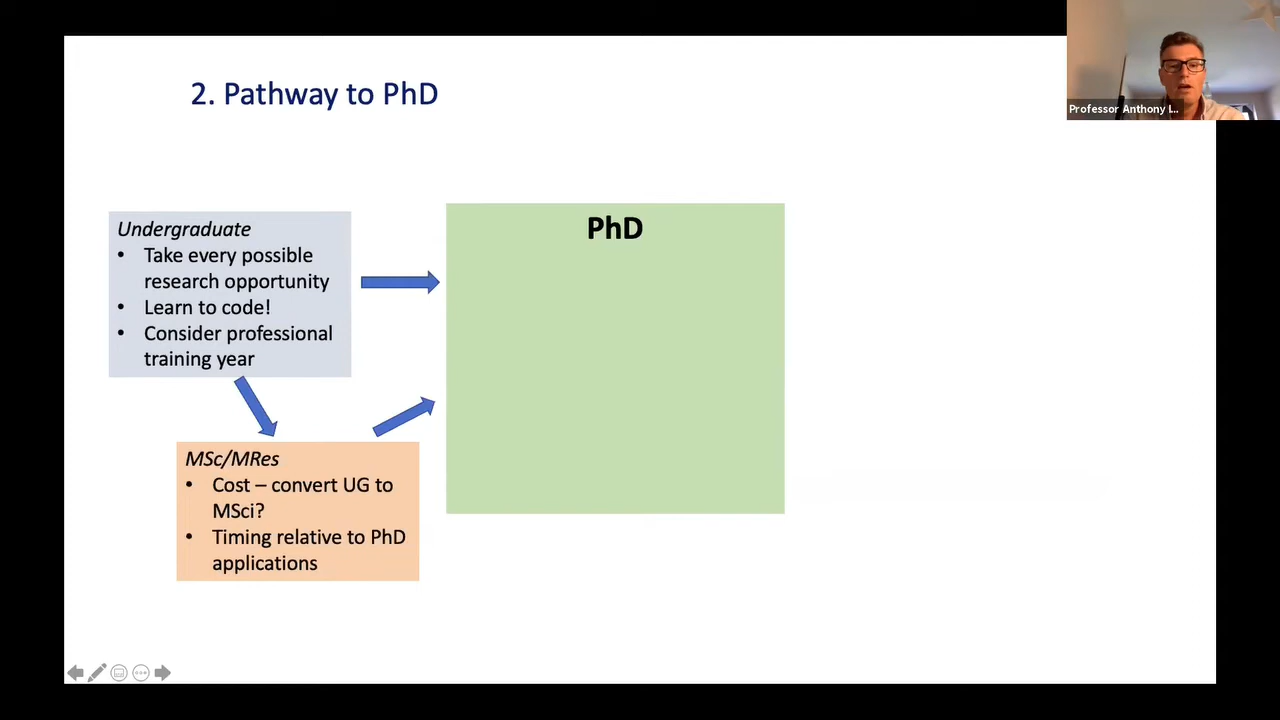 2. Pathway to PhD
Professor Anthony I...
Undergraduate
• Take every possible
research opportunity
• Learn to code!
• Consider professional
training year
PhD
MSc/MRes
• Cost – convert UG to
MSci?
• Timing relative to PhD
applications